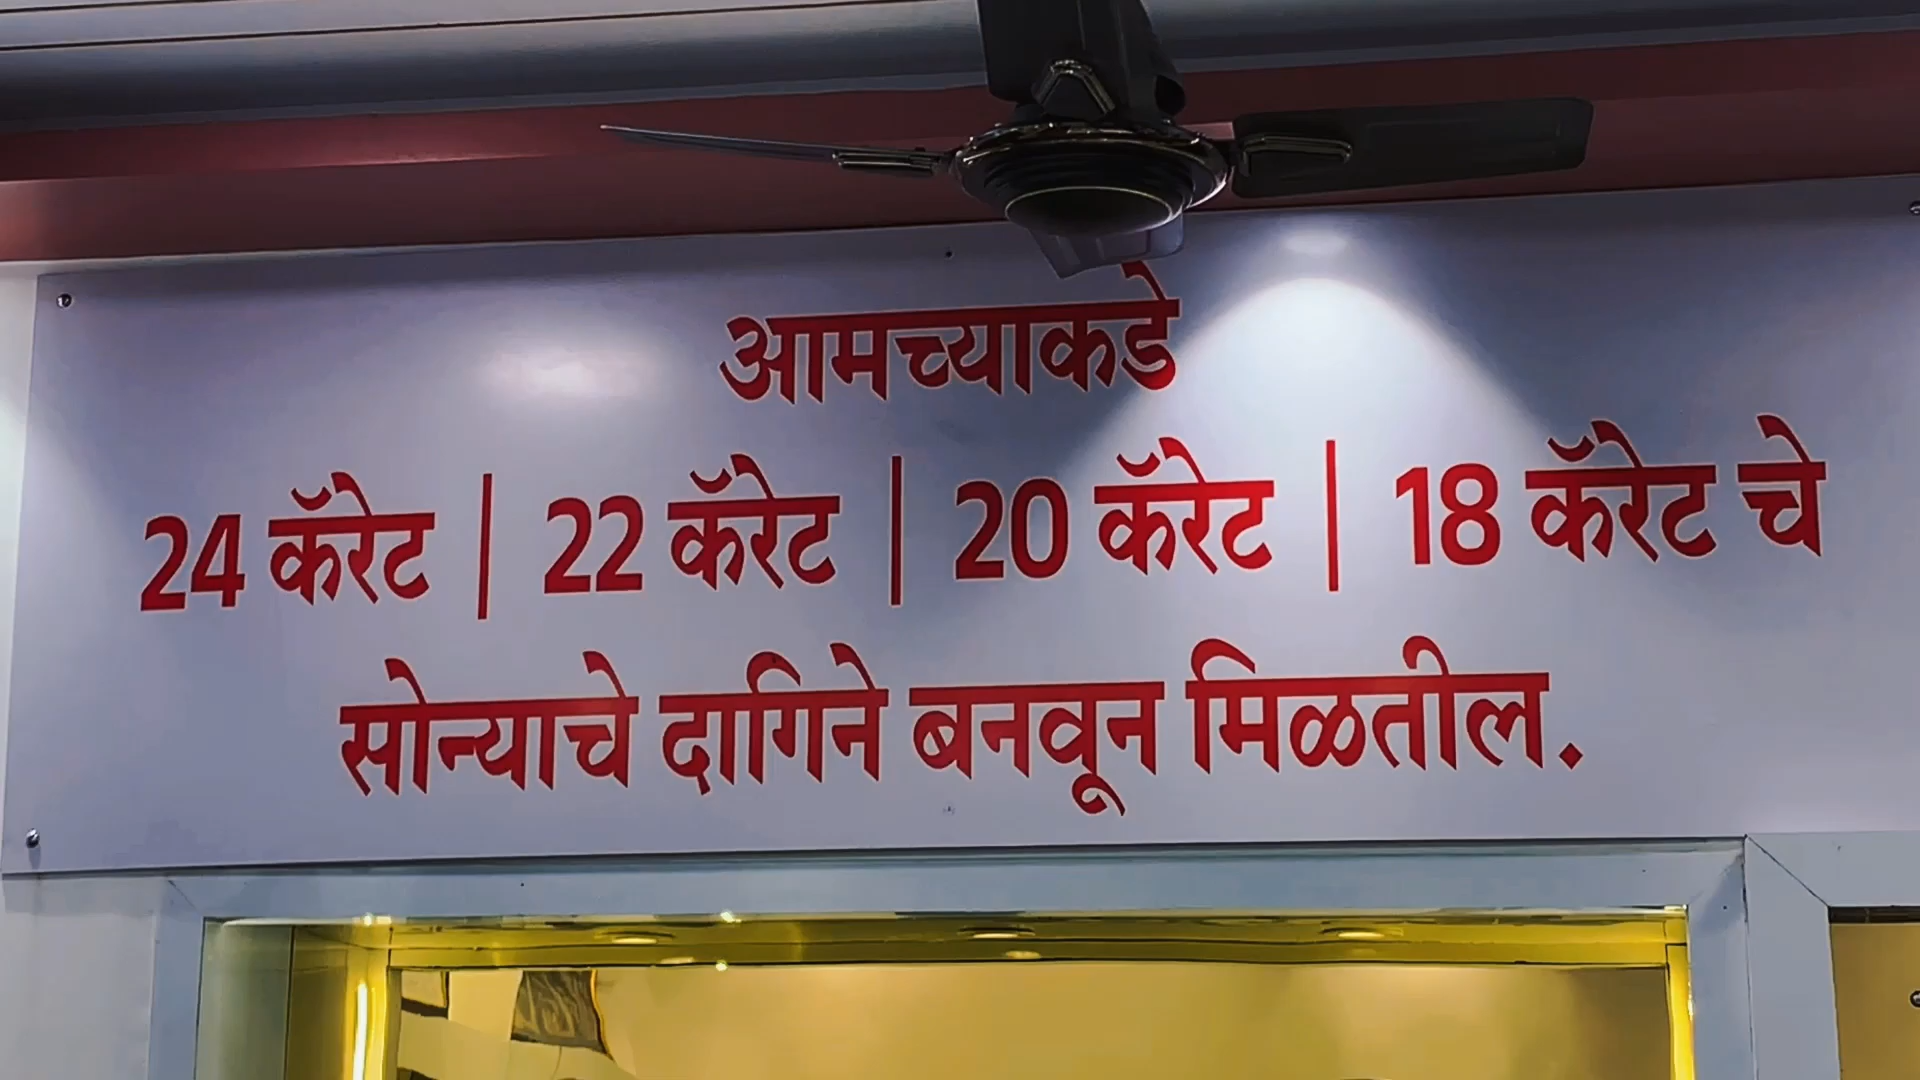 आमच्याकडे
24 कॅरेट | 22 कॅरेट | 20 कॅरेट | 18 कॅरेट चे
सोन्याचे दागिने बनवून मिळतील.